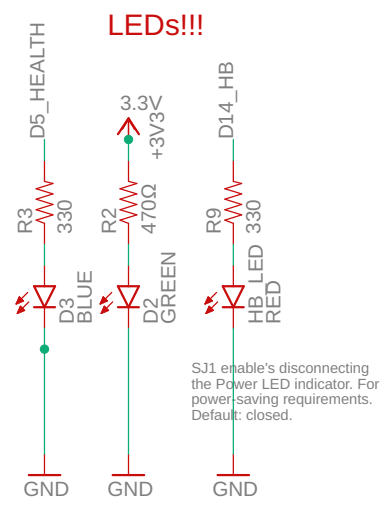 LEDs!!!
D5_HEALTH
3.3V
+3V3
D14_HB
R3
330
R2
470Ω
R9
330
D3
BLUE
D2
GREEN
HB_LED
RED
SJ1 enable's disconnecting
the Power LED indicator. For
power-saving requirements.
Default: closed.
GND
GND
GND